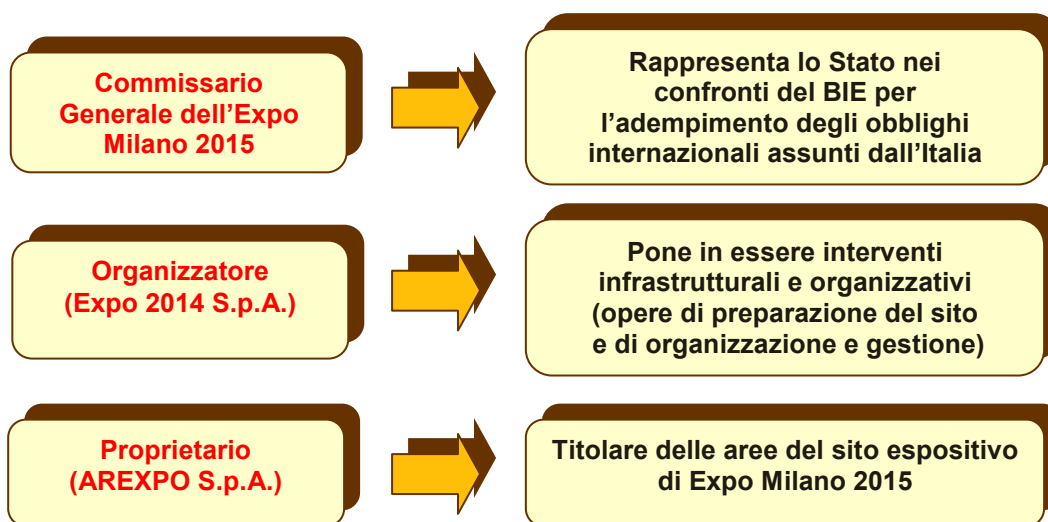 Commissario
Generale dell’Expo
Milano 2015
Rappresenta lo Stato nei
confronti del BIE per
l’adempimento degli obblighi
internazionali assunti dall’Italia
Organizzatore
(Expo 2014 S.p.A.)
Pone in essere interventi
infrastrutturali e organizzativi
(opere di preparazione del sito
e di organizzazione e gestione)
Proprietario
(AREXPO S.p.A.)
Titolare delle aree del sito espositivo
di Expo Milano 2015